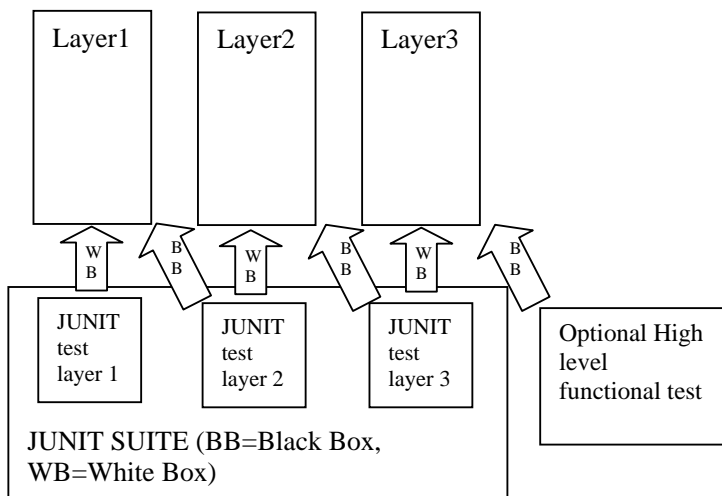 Layer1
Layer2
Layer3
W
B
B
B
W
B
B
B
W
B
B
B
JUNIT
test
layer 1
JUNIT
test
layer 2
JUNIT
test
layer 3
Optional High
level
functional test
JUNIT SUITE (BB=Black Box,
WB=White Box)